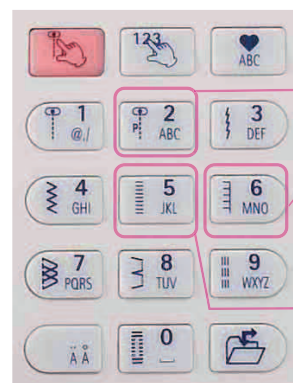 123
ABC
1
@./
2
P
ABC
3
DEF
4
GHI
5
JKL
6
MNO
7
PQRS
8
TUV
9
WXYZ
Ä Å
0